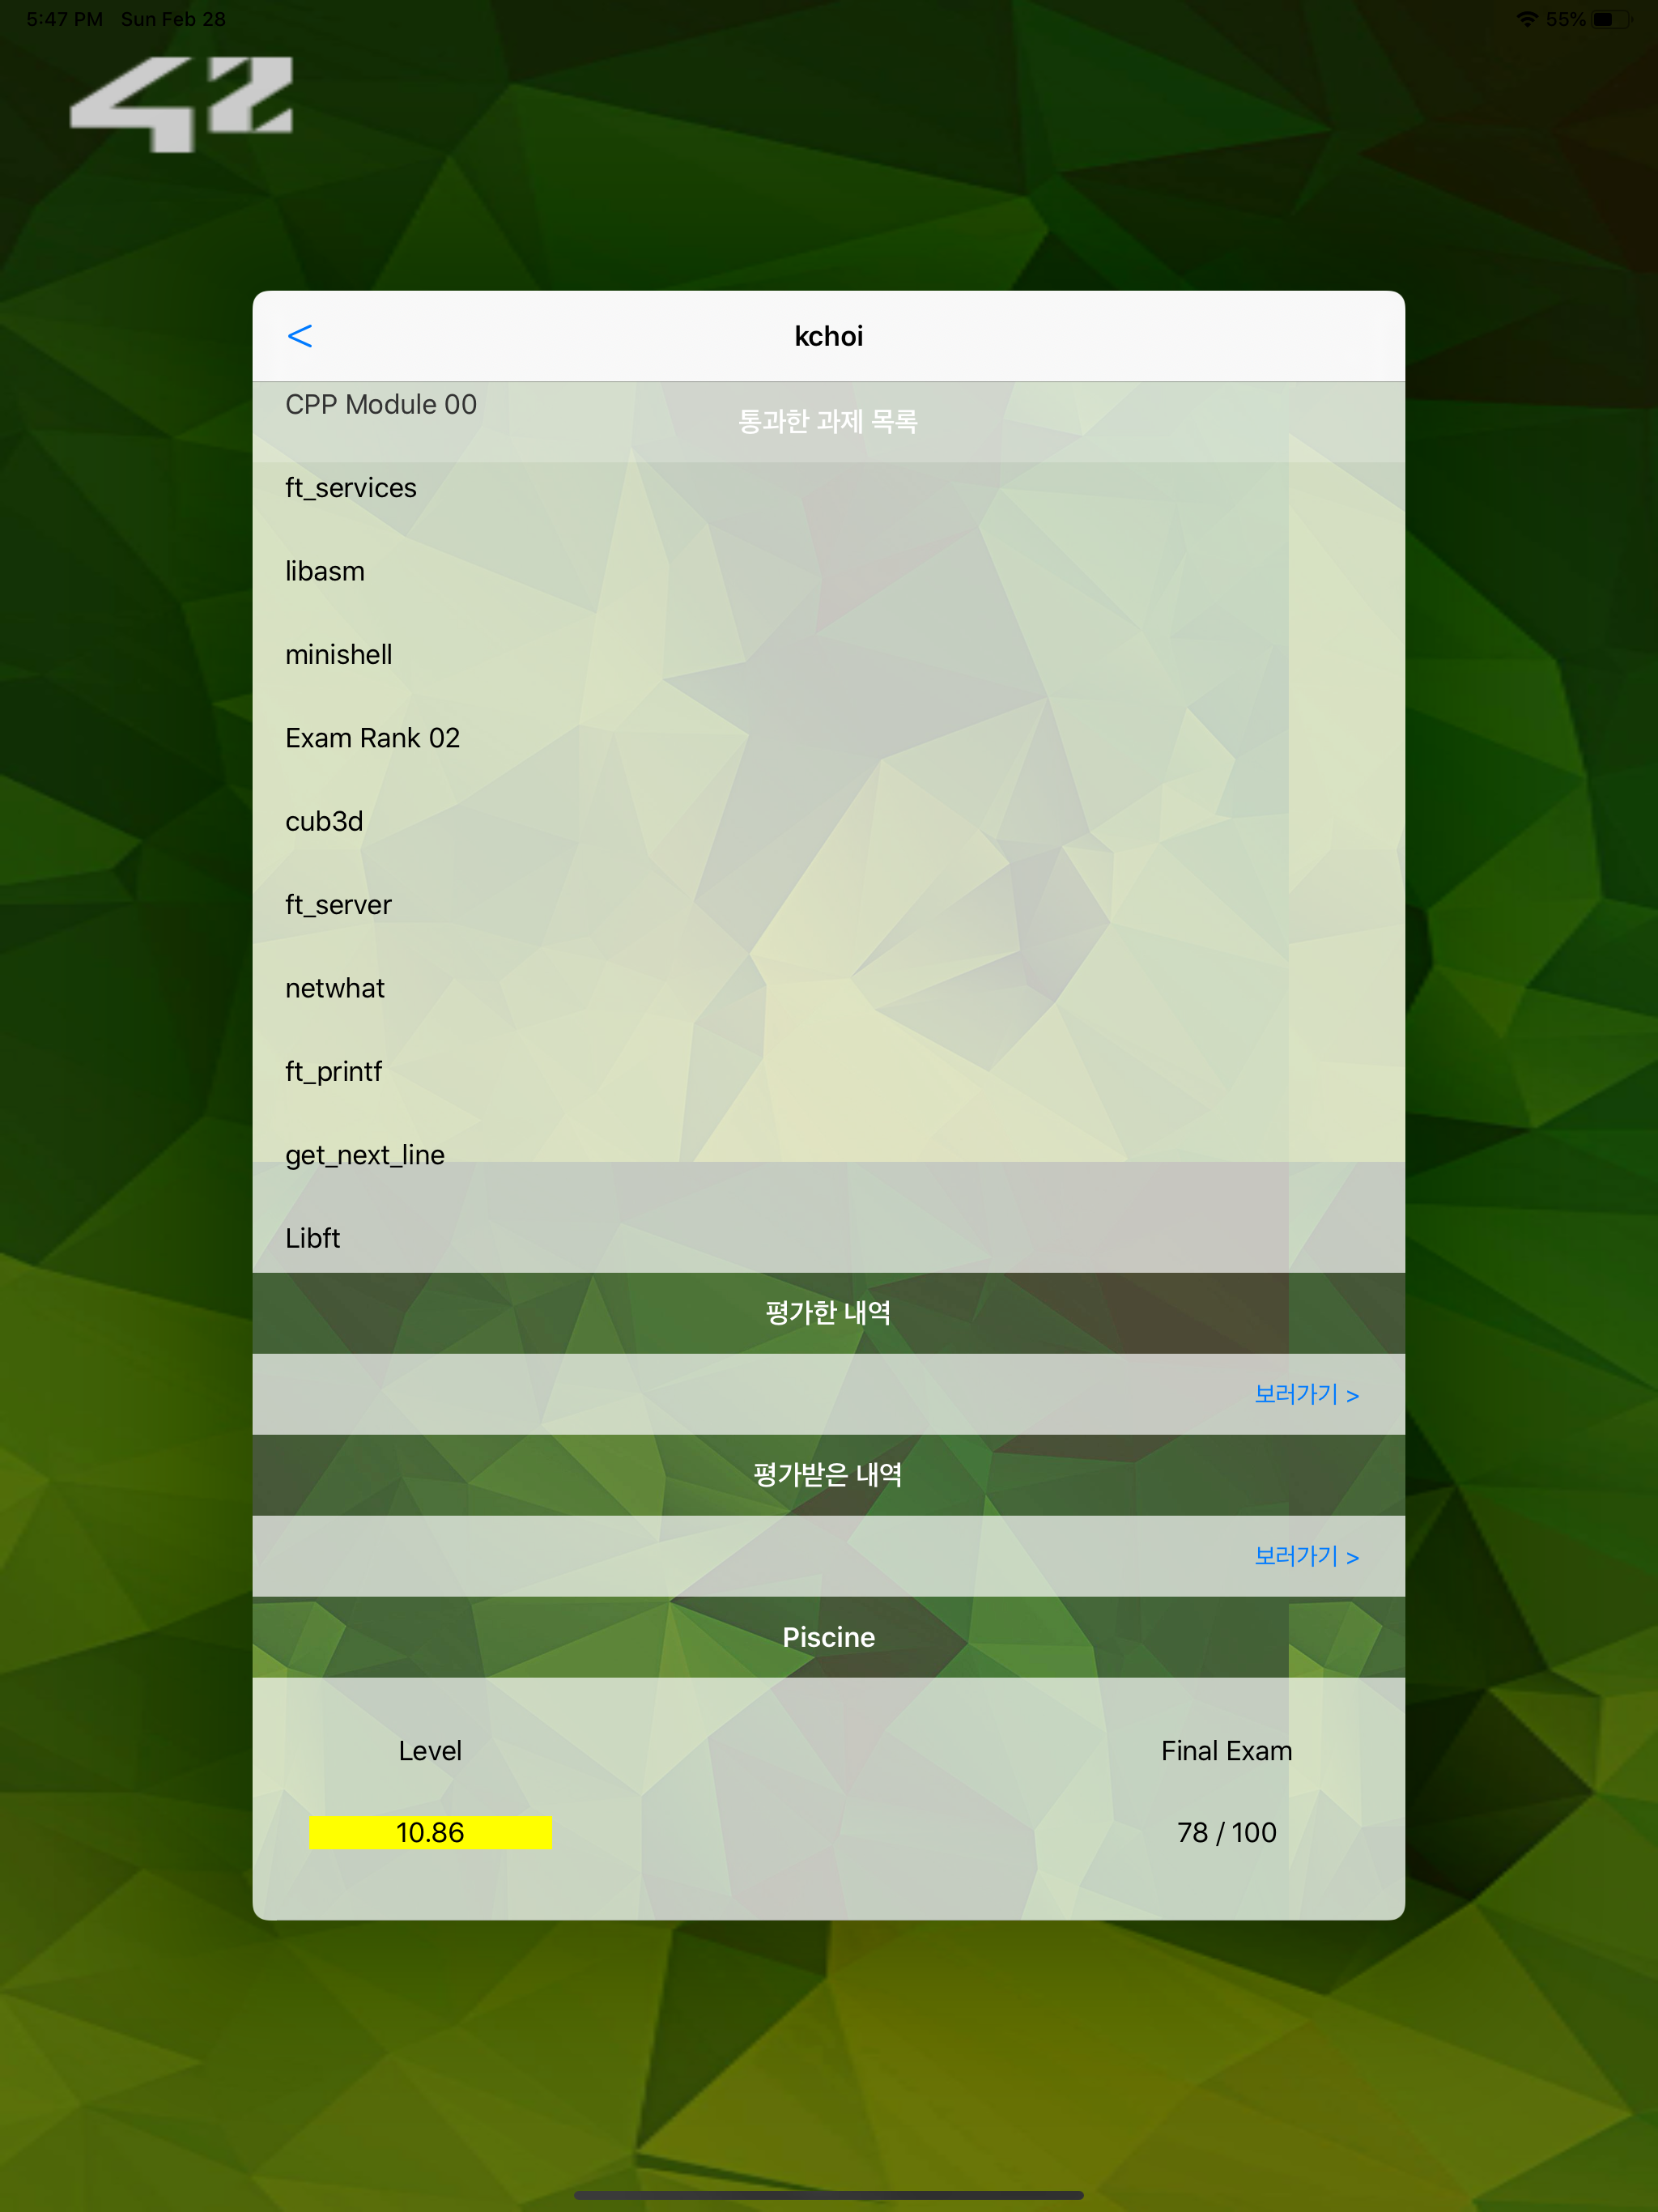 5:47 PM Sun Feb 28 55%
42
< kchoi
CPP Module 00
통과한 과제 목록
ft_services
libasm
minishell
Exam Rank 02
cub3d
ft_server
netwhat
ft_printf
get_next_line
Libft
평가한 내역
보러가기 >
평가받은 내역
보러가기 >
Piscine
Level Final Exam
10.86 78 / 100